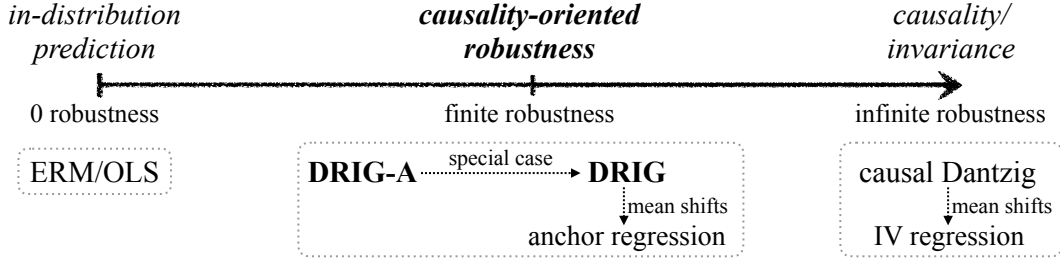 in-distribution
prediction
causality-oriented
robustness
causality/
invariance
0 robustness
finite robustness
infinite robustness
ERM/OLS
DRIG-A
special case
DRIG
mean shifts
anchor regression
causal Dantzig
mean shifts
IV regression